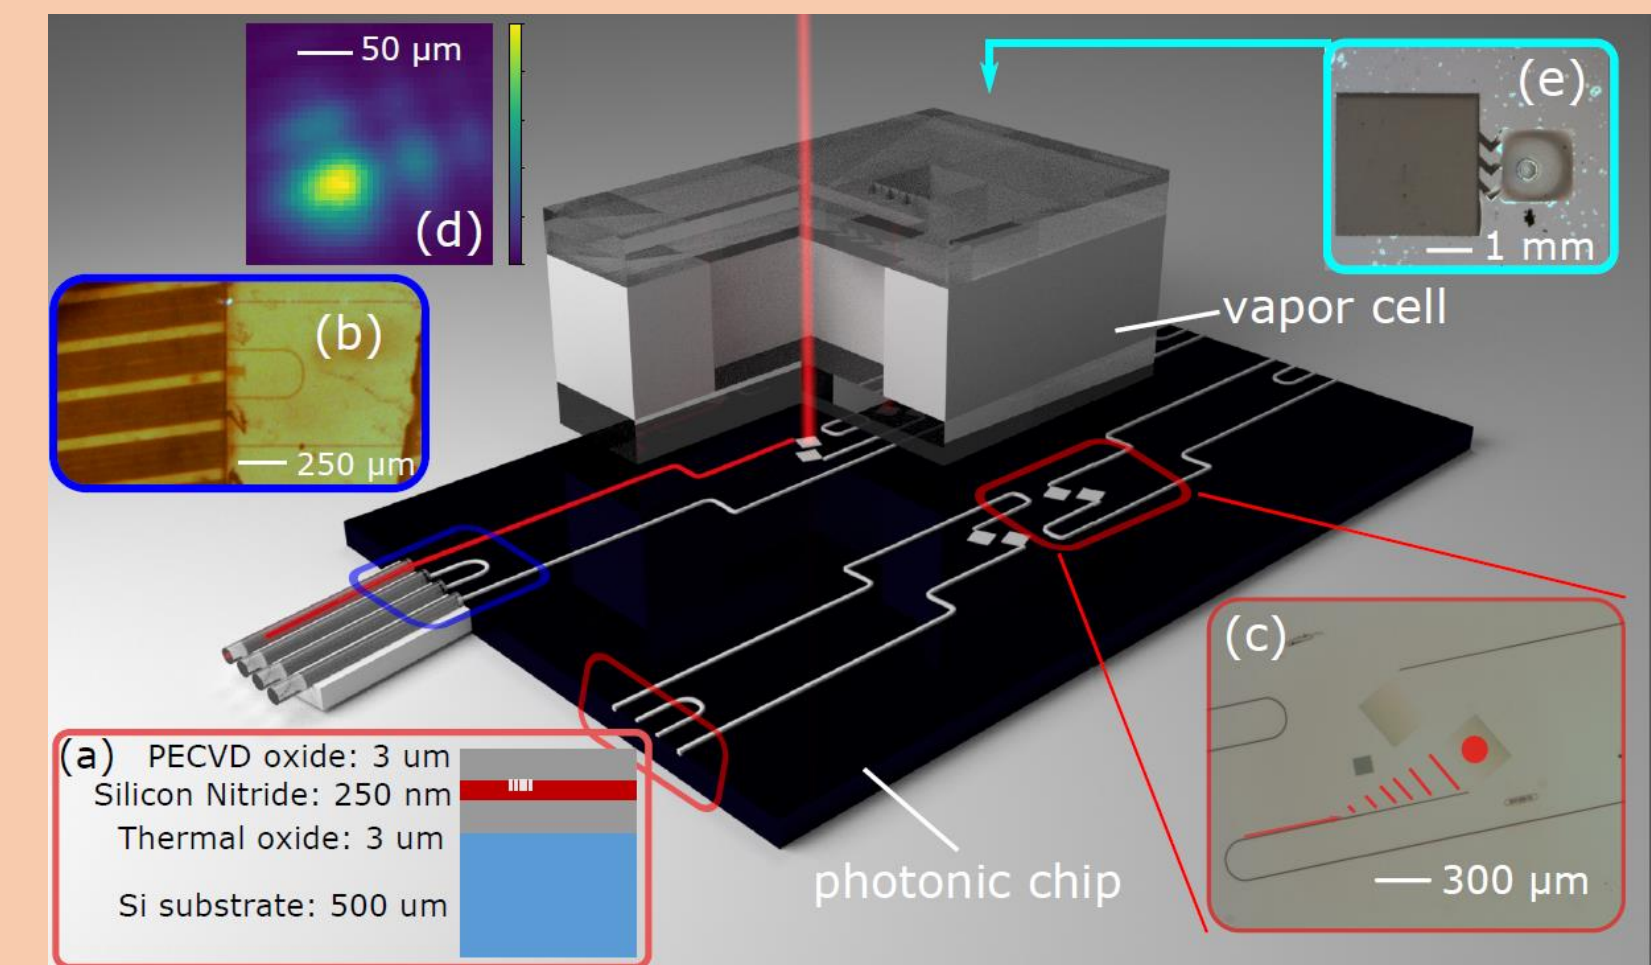 50 µm
(d)
(e)
1 mm
(b)
250 µm
vapor cell
(a) PECVD oxide: 3 um
Silicon Nitride: 250 nm
Thermal oxide: 3 um
Si substrate: 500 um
photonic chip
(c)
300 µm